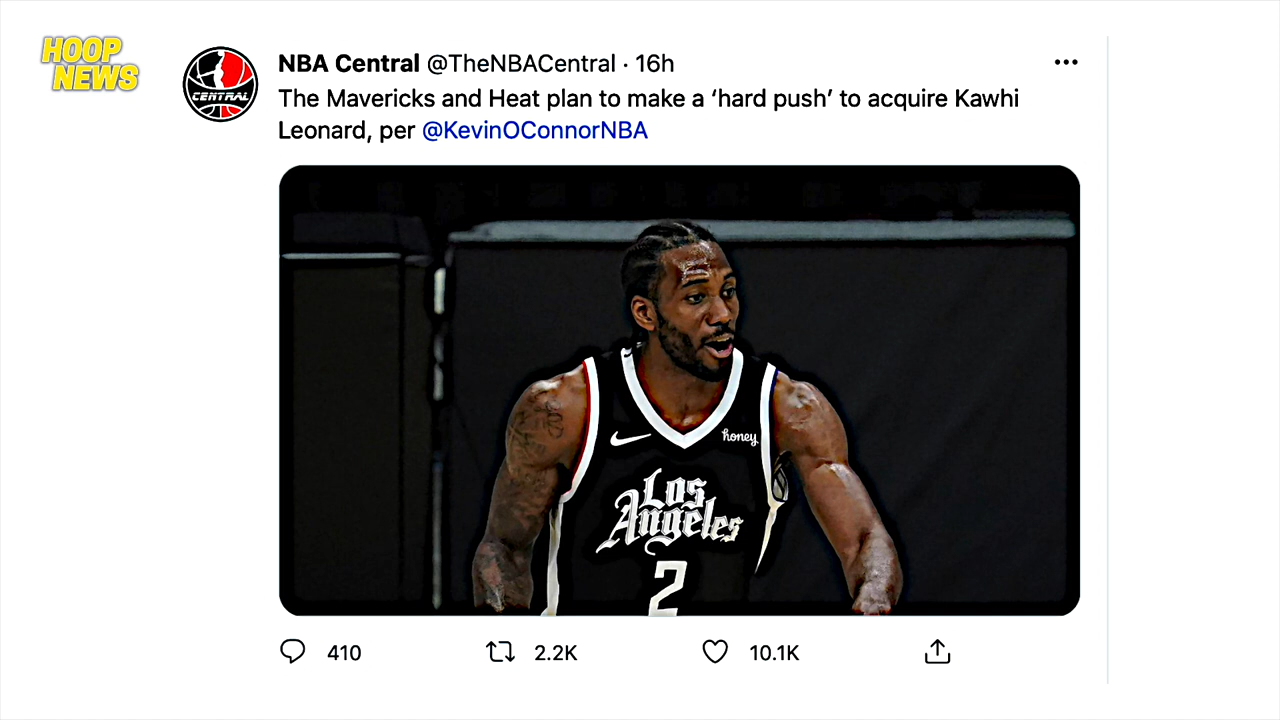 HOOP
NEWS
CENTRAL
NBA Central @TheNBACentral · 16h
The Mavericks and Heat plan to make a ‘hard push’ to acquire Kawhi
Leonard, per @KevinOConnorNBA
honey
Los
Angeles
2
410 2.2K 10.1K